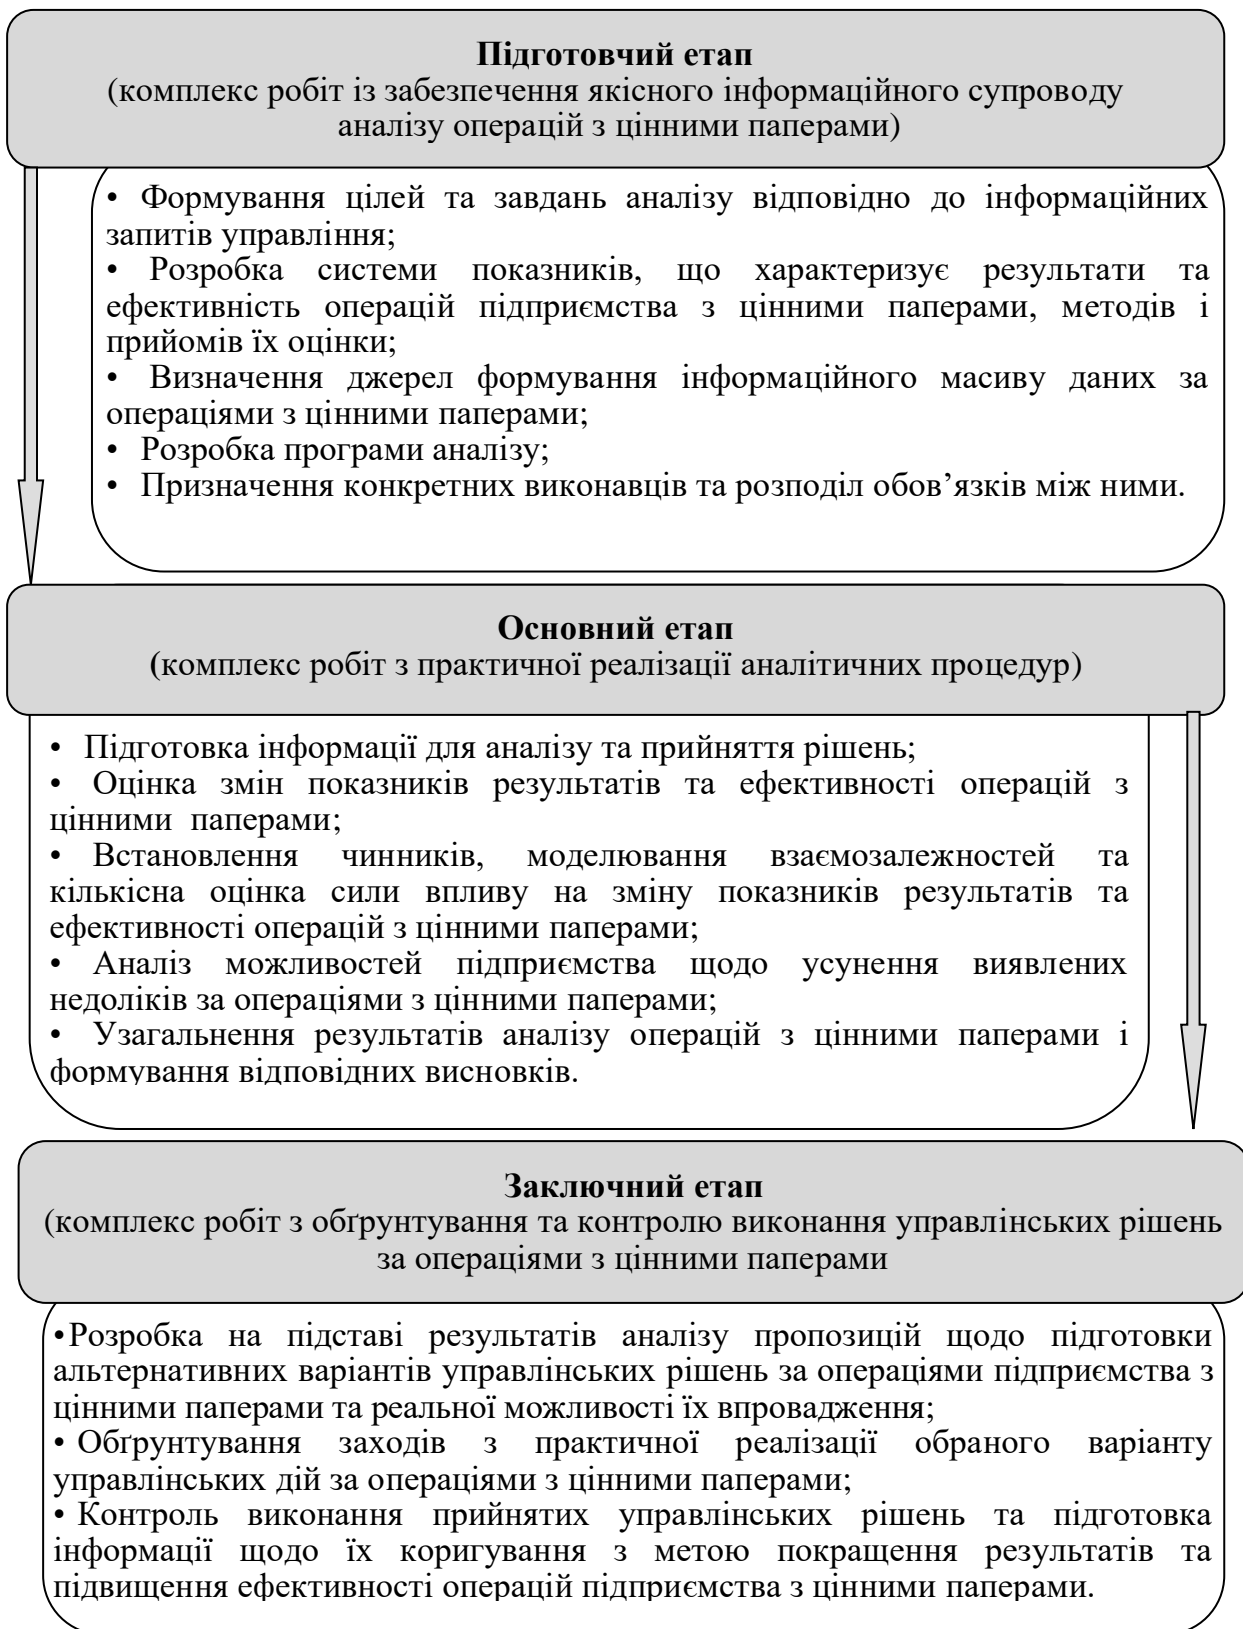 Підготовчий етап
(комплекс робіт із забезпечення якісного інформаційного супроводу
аналізу операцій з цінними паперами)
• Формування цілей та завдань аналізу відповідно до інформаційних
запитів управління;
• Розробка системи показників, що характеризує результати та
ефективність операцій підприємства з цінними паперами, методів і
прийомів їх оцінки;
• Визначення джерел формування інформаційного масиву даних за
операціями з цінними паперами;
• Розробка програми аналізу;
• Призначення конкретних виконавців та розподіл обов’язків між ними.
Основний етап
(комплекс робіт з практичної реалізації аналітичних процедур)
• Підготовка інформації для аналізу та прийняття рішень;
• Оцінка змін показників результатів та ефективності операцій з
цінними паперами;
• Встановлення чинників, моделювання взаємозалежностей та
кількісна оцінка сили впливу на зміну показників результатів та
ефективності операцій з цінними паперами;
• Аналіз можливостей підприємства щодо усунення виявлених
недоліків за операціями з цінними паперами;
• Узагальнення результатів аналізу операцій з цінними паперами і
формування відповідних висновків.
Заключний етап
(комплекс робіт з обґрунтування та контролю виконання управлінських рішень
за операціями з цінними паперами
•Розробка на підставі результатів аналізу пропозицій щодо підготовки
альтернативних варіантів управлінських рішень за операціями підприємства з
цінними паперами та реальної можливості їх впровадження;
• Обґрунтування заходів з практичної реалізації обраного варіанту
управлінських дій за операціями з цінними паперами;
• Контроль виконання прийнятих управлінських рішень та підготовка
інформації щодо їх коригування з метою покращення результатів та
підвищення ефективності операцій підприємства з цінними паперами.